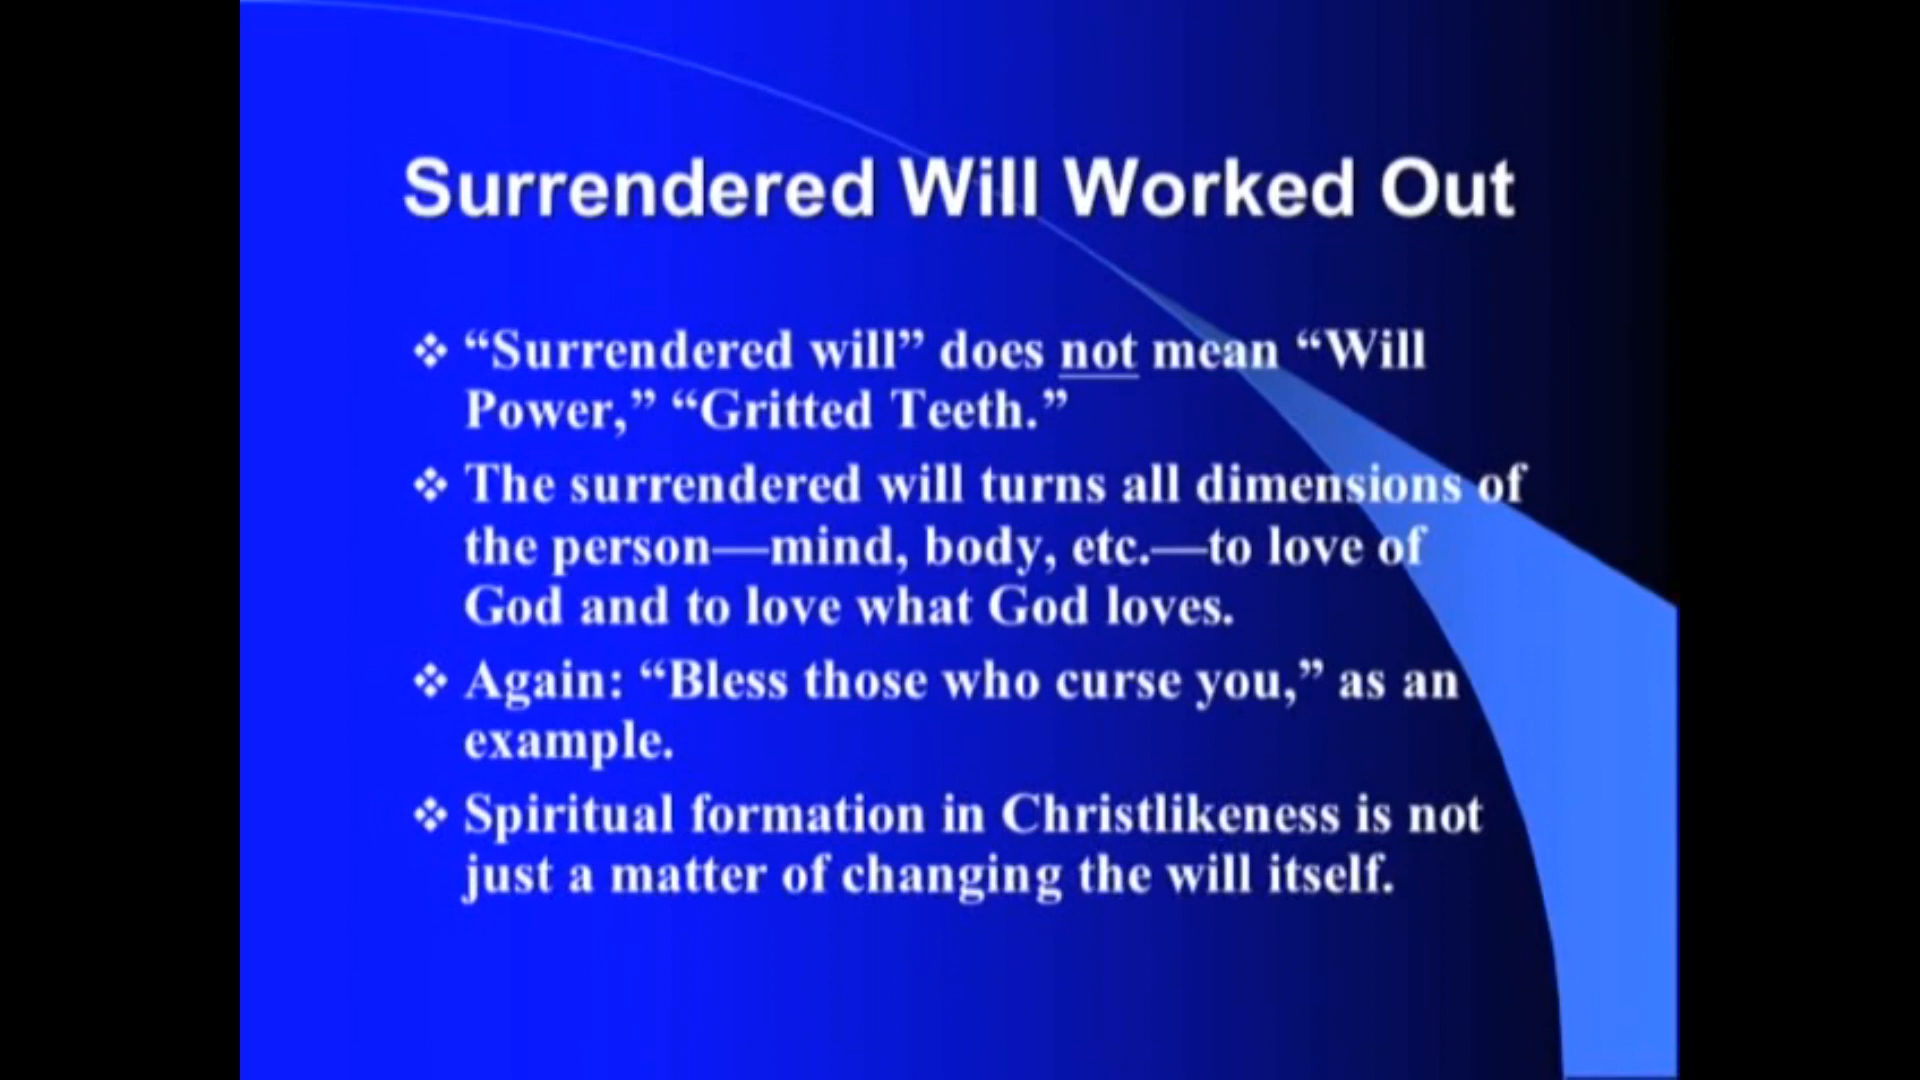 Surrendered Will Worked Out
❖ “Surrendered will” does not mean “Will
Power,” “Gritted Teeth.”
❖ The surrendered will turns all dimensions of
the person—mind, body, etc.—to love of
God and to love what God loves.
❖ Again: “Bless those who curse you,” as an
example.
❖ Spiritual formation in Christlikeness is not
just a matter of changing the will itself.